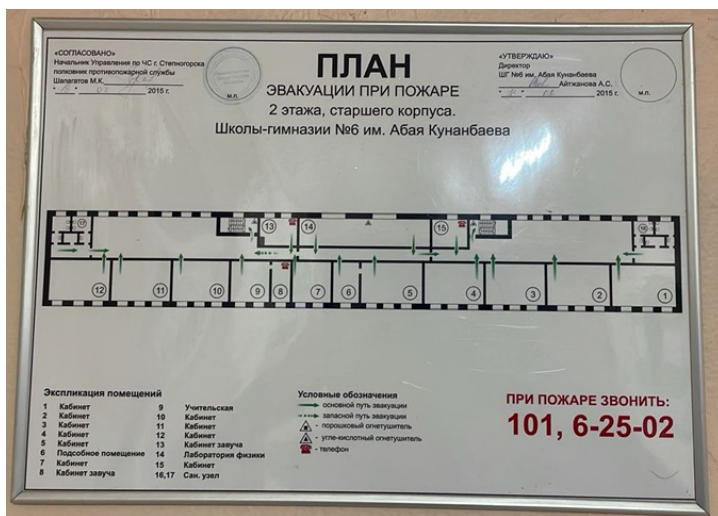 «СОГЛАСОВАНО»
Начальник Управления по ЧС г. Степногорска
полковник противопожарной службы
Шапагатов М.К.
2015 г.
м.п.
ПЛАН
ЭВАКУАЦИИ ПРИ ПОЖАРЕ
2 этажа, старшего корпуса.
Школы-гимназии №6 им. Абая Кунанбаева
«УТВЕРЖДАЮ»
Директор
ШГ №6 им. Абая Кунанбаева
Айтжанова А.С.
2015 г.
м.п.
17 13 14 15 16
12 11 10 9 8 7 6 5 4 3 2 1
Экспликация помещений
1 Кабинет
2 Кабинет
3 Кабинет
4 Кабинет
5 Кабинет
6 Подсобное помещение
7 Кабинет
8 Кабинет завуча
9 Учительская
10 Кабинет
11 Кабинет
12 Кабинет
13 Кабинет завуча
14 Лаборатория физики
15 Кабинет
16,17 Сан. узел
Условные обозначения
- основной путь эвакуации
- запасной путь эвакуации
- порошковый огнетушитель
- угле-кислотный огнетушитель
- телефон
ПРИ ПОЖАРЕ ЗВОНИТЬ:
101, 6-25-02